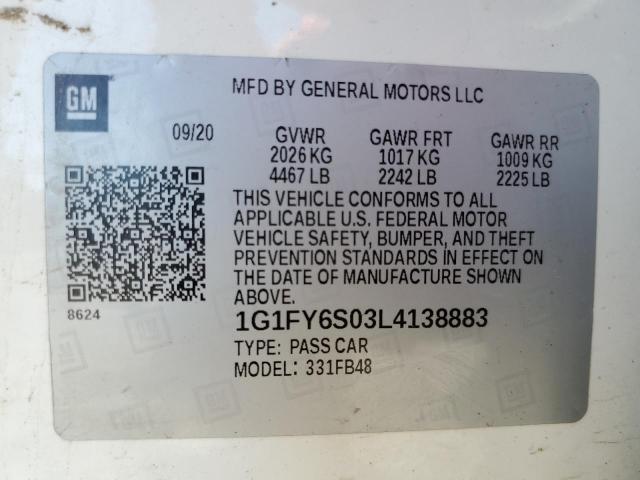 GM
MFD BY GENERAL MOTORS LLC
09/20 GVWR GAWR FRT GAWR RR
2026 KG 1017 KG 1009 KG
4467 LB 2242 LB 2225 LB
THIS VEHICLE CONFORMS TO ALL
APPLICABLE U.S. FEDERAL MOTOR
VEHICLE SAFETY, BUMPER, AND THEFT
PREVENTION STANDARDS IN EFFECT ON
THE DATE OF MANUFACTURE SHOWN
ABOVE.
8624
1G1FY6S03L4138883
TYPE: PASS CAR
MODEL: 331FB48